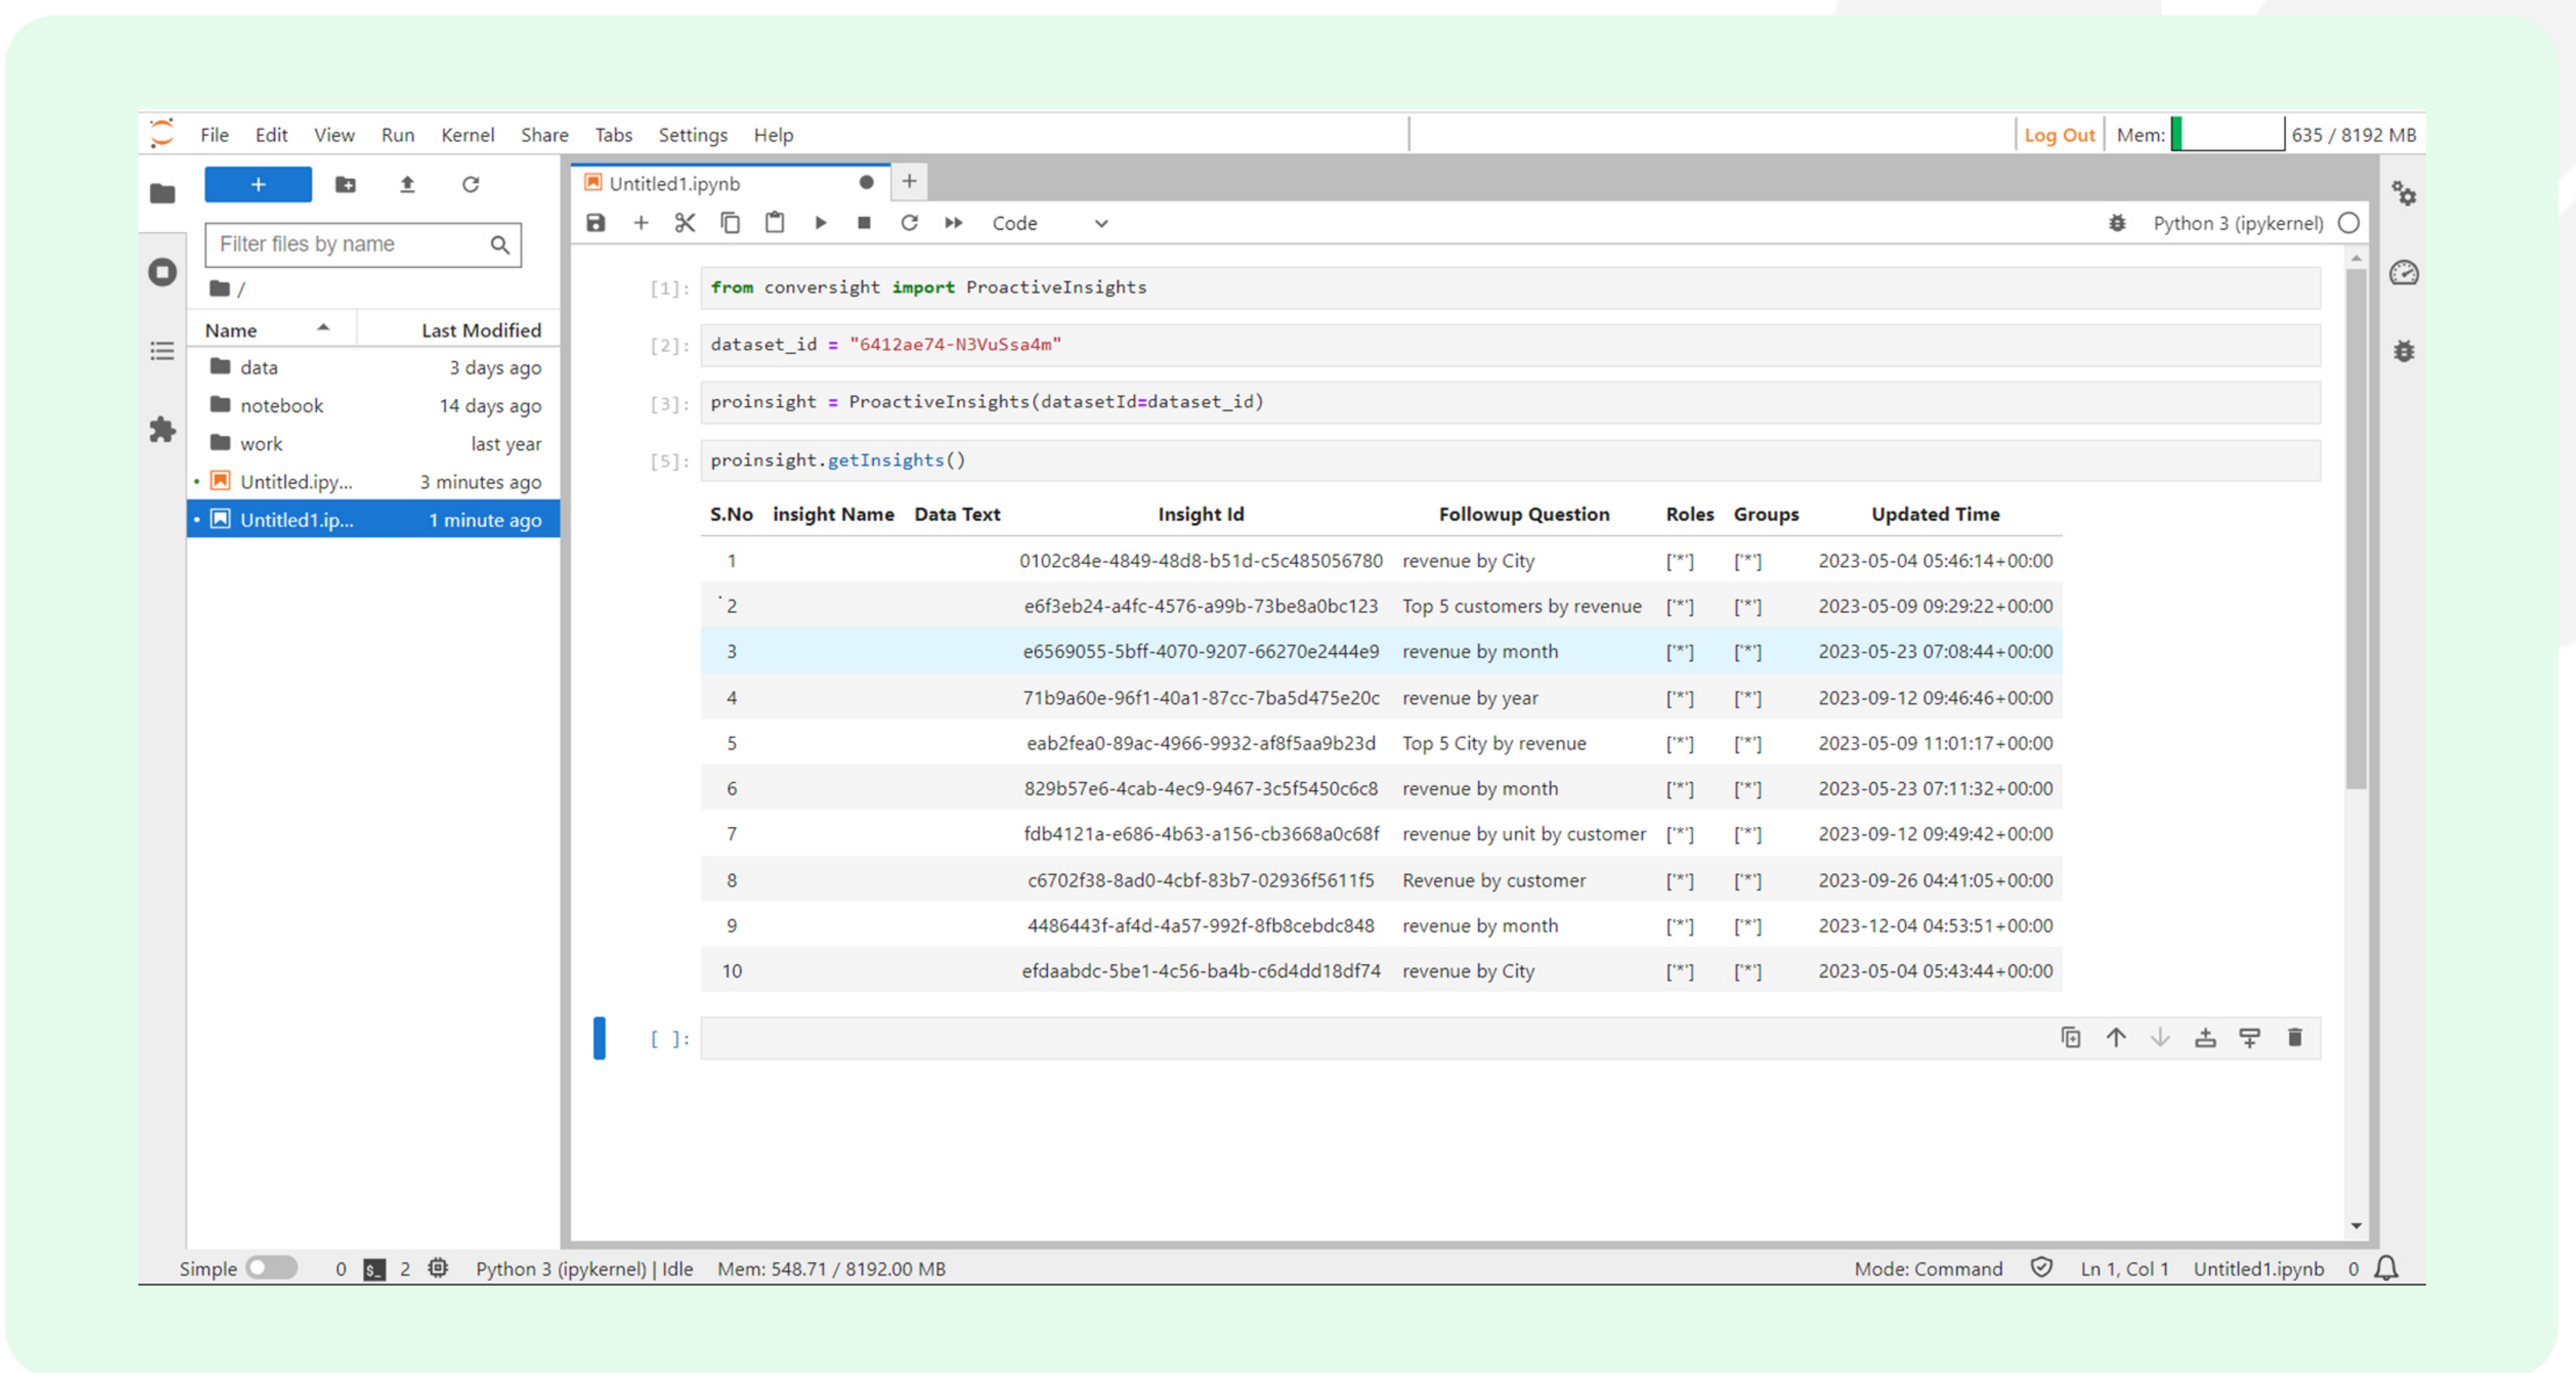 File Edit View Run Kernel Share Tabs Settings Help Log Out Mem: 635 / 8192 MB
+
Filter files by name
/
Name Last Modified
data 3 days ago
notebook 14 days ago
work last year
Untitled.ipy... 3 minutes ago
Untitled1.ip... 1 minute ago
Untitled1.ipynb
Code Python 3 (ipykernel)
[1]: from conversight import ProactiveInsights
[2]: dataset_id = "6412ae74-N3VuSsa4m"
[3]: proinsight = ProactiveInsights(datasetId=dataset_id)
[5]: proinsight.getInsights()
S.No insight Name Data Text Insight Id Followup Question Roles Groups Updated Time
1 0102c84e-4849-48d8-b51d-c5c485056780 revenue by City ['*'] ['*'] 2023-05-04 05:46:14+00:00
2 e6f3eb24-a4fc-4576-a99b-73be8a0bc123 Top 5 customers by revenue ['*'] ['*'] 2023-05-09 09:29:22+00:00
3 e6569055-5bff-4070-9207-66270e2444e9 revenue by month ['*'] ['*'] 2023-05-23 07:08:44+00:00
4 71b9a60e-96f1-40a1-87cc-7ba5d475e20c revenue by year ['*'] ['*'] 2023-09-12 09:46:46+00:00
5 eab2fea0-89ac-4966-9932-af8f5aa9b23d Top 5 City by revenue ['*'] ['*'] 2023-05-09 11:01:17+00:00
6 829b57e6-4cab-4ec9-9467-3c5f5450c6c8 revenue by month ['*'] ['*'] 2023-05-23 07:11:32+00:00
7 fdb4121a-e686-4b63-a156-cb3668a0c68f revenue by unit by customer ['*'] ['*'] 2023-09-12 09:49:42+00:00
8 c6702f38-8ad0-4cbf-83b7-02936f5611f5 Revenue by customer ['*'] ['*'] 2023-09-26 04:41:05+00:00
9 4486443f-af4d-4a57-992f-8fb8cebdc848 revenue by month ['*'] ['*'] 2023-12-04 04:53:51+00:00
10 efdaabdc-5be1-4c56-ba4b-c6d4dd18df74 revenue by City ['*'] ['*'] 2023-05-04 05:43:44+00:00
[ ]:
Simple 0 $_ 2 Python 3 (ipykernel) | Idle Mem: 548.71 / 8192.00 MB Mode: Command Ln 1, Col 1 Untitled1.ipynb 0